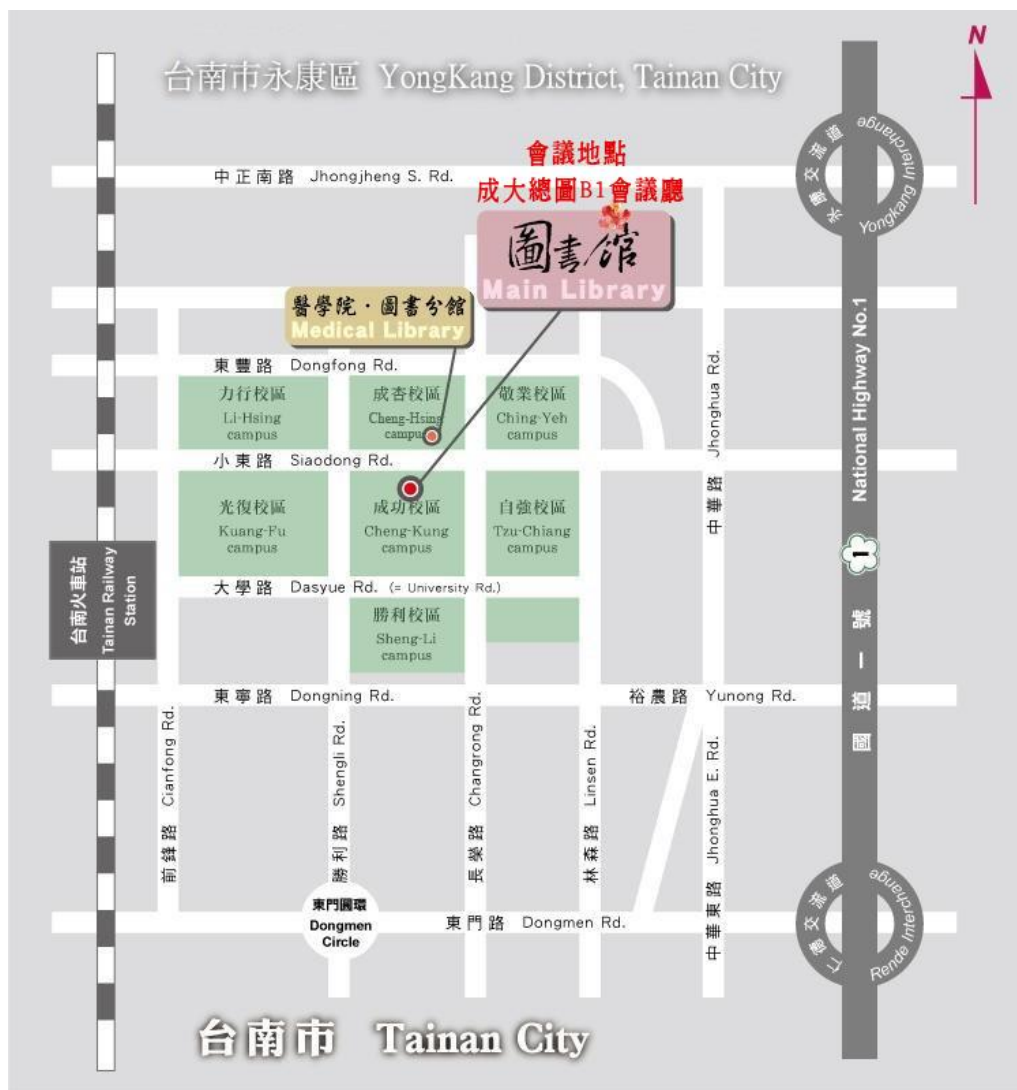 N
台南市永康區 YongKang District, Tainan City
永康交流道 Yongkang Interchange
會議地點
成大總圖B1會議廳
中正南路 Jhongjheng S. Rd.
圖書館
Main Library
醫學院·圖書分館
Medical Library
東豐路 Dongfong Rd.
力行校區
Li-Hsing
campus
成杏校區
Cheng-Hsing
campus
敬業校區
Ching-Yeh
campus
小東路 Siaodong Rd.
光復校區
Kuang-Fu
campus
成功校區
Cheng-Kung
campus
自強校區
Tzu-Chiang
campus
中華路 Jhonghua Rd.
國道一號 1 National Highway No.1
台南火車站
Tainan Railway
Station
大學路 Dasyue Rd. (= University Rd.)
勝利校區
Sheng-Li
campus
東寧路 Dongning Rd.
裕農路 Yunong Rd.
前鋒路 Cianfong Rd.
勝利路 Shengli Rd.
長榮路 Changrong Rd.
林森路 Linsen Rd.
中華東路 Jhonghua E. Rd.
東門圓環
Dongmen
Circle
東門路 Dongmen Rd.
仁德交流道 Rende Interchange
台南市 Tainan City